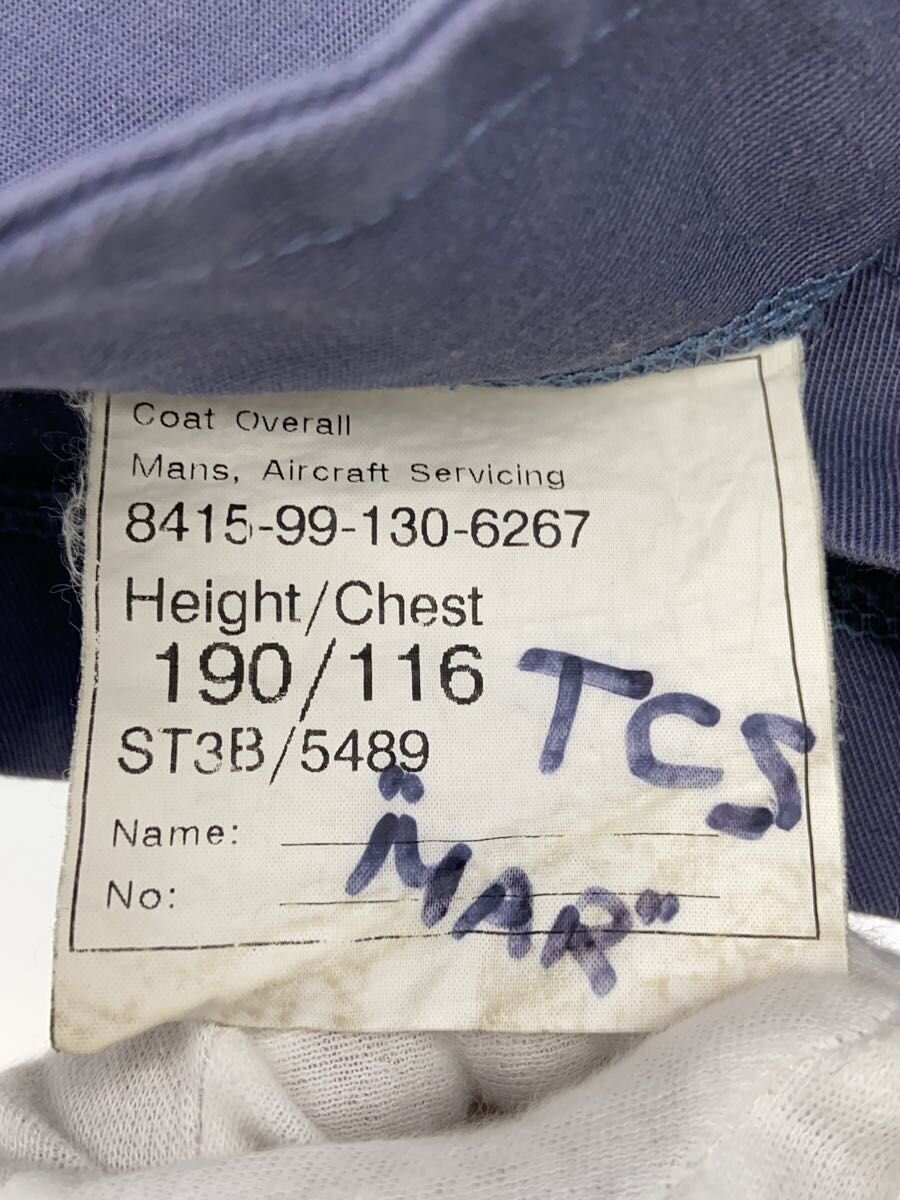 Coat Overall
Mans, Aircraft Servicing
8415-99-130-6267
Height/Chest
190/116
TCS
ST3B/5489
Name:
"MAR"
No: